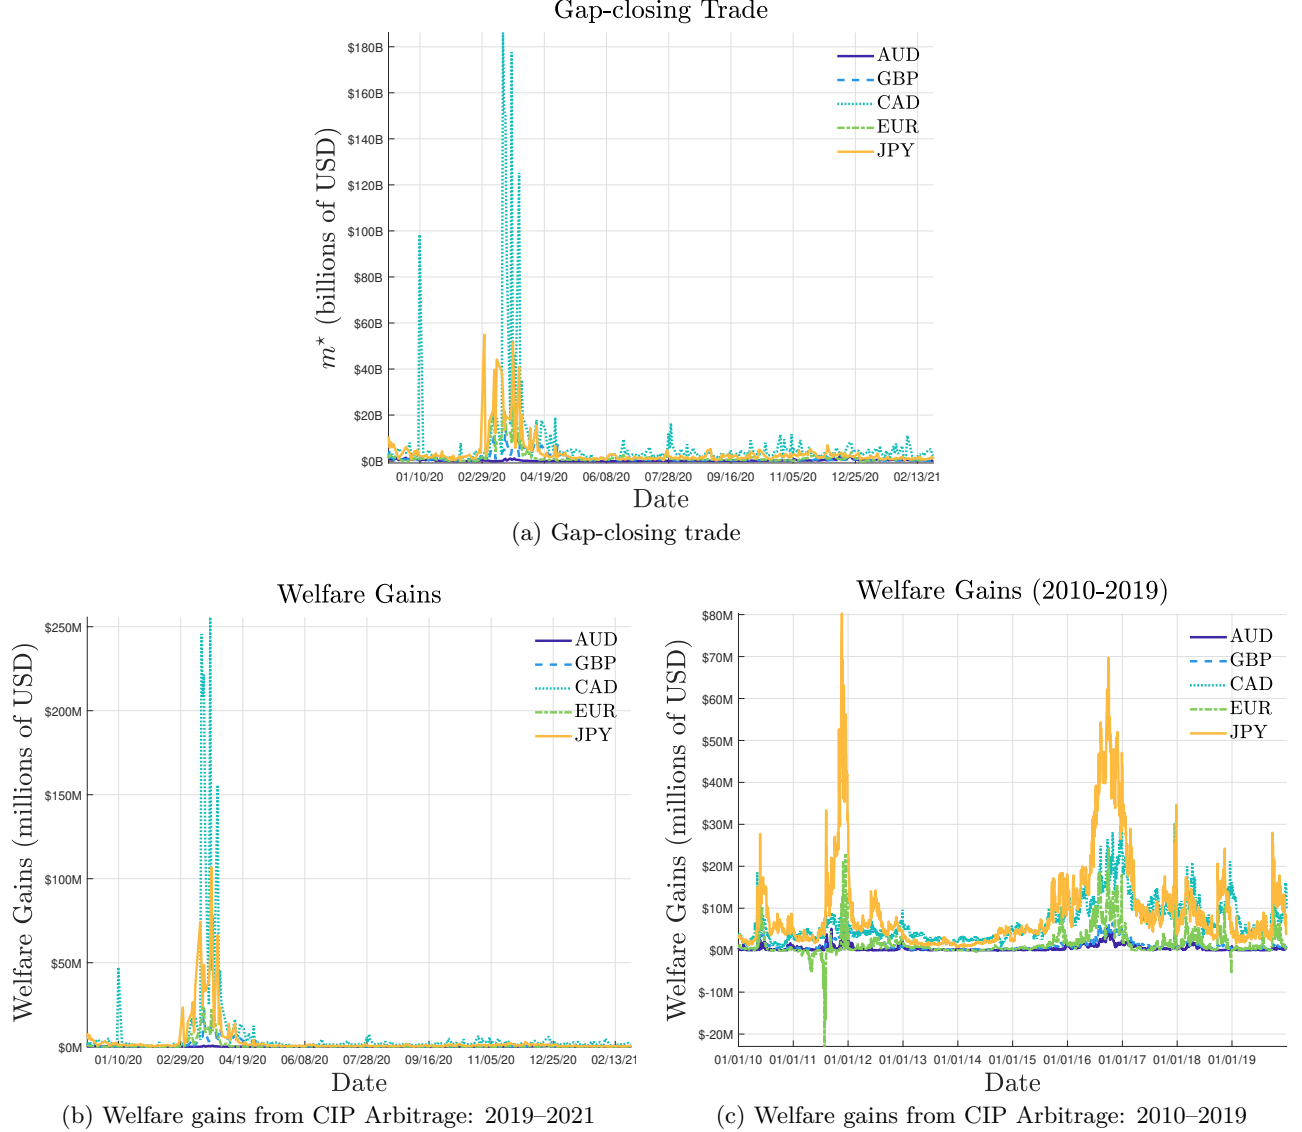 Gap-closing Trade
$180B
$160B
$140B
$120B
$100B
$80B
$60B
$40B
$20B
$0B
m* (billions of USD)
AUD
GBP
CAD
EUR
JPY
01/10/20 02/29/20 04/19/20 06/08/20 07/28/20 09/16/20 11/05/20 12/25/20 02/13/21
Date
(a) Gap-closing trade
Welfare Gains
$250M
$200M
$150M
$100M
$50M
$0M
Welfare Gains (millions of USD)
AUD
GBP
CAD
EUR
JPY
01/10/20 02/29/20 04/19/20 06/08/20 07/28/20 09/16/20 11/05/20 12/25/20 02/13/21
Date
(b) Welfare gains from CIP Arbitrage: 2019–2021
Welfare Gains (2010-2019)
$80M
$70M
$60M
$50M
$40M
$30M
$20M
$10M
$0M
$-10M
$-20M
Welfare Gains (millions of USD)
AUD
GBP
CAD
EUR
JPY
01/01/10 01/01/11 01/01/12 01/01/13 01/01/14 01/01/15 01/01/16 01/01/17 01/01/18 01/01/19
Date
(c) Welfare gains from CIP Arbitrage: 2010–2019